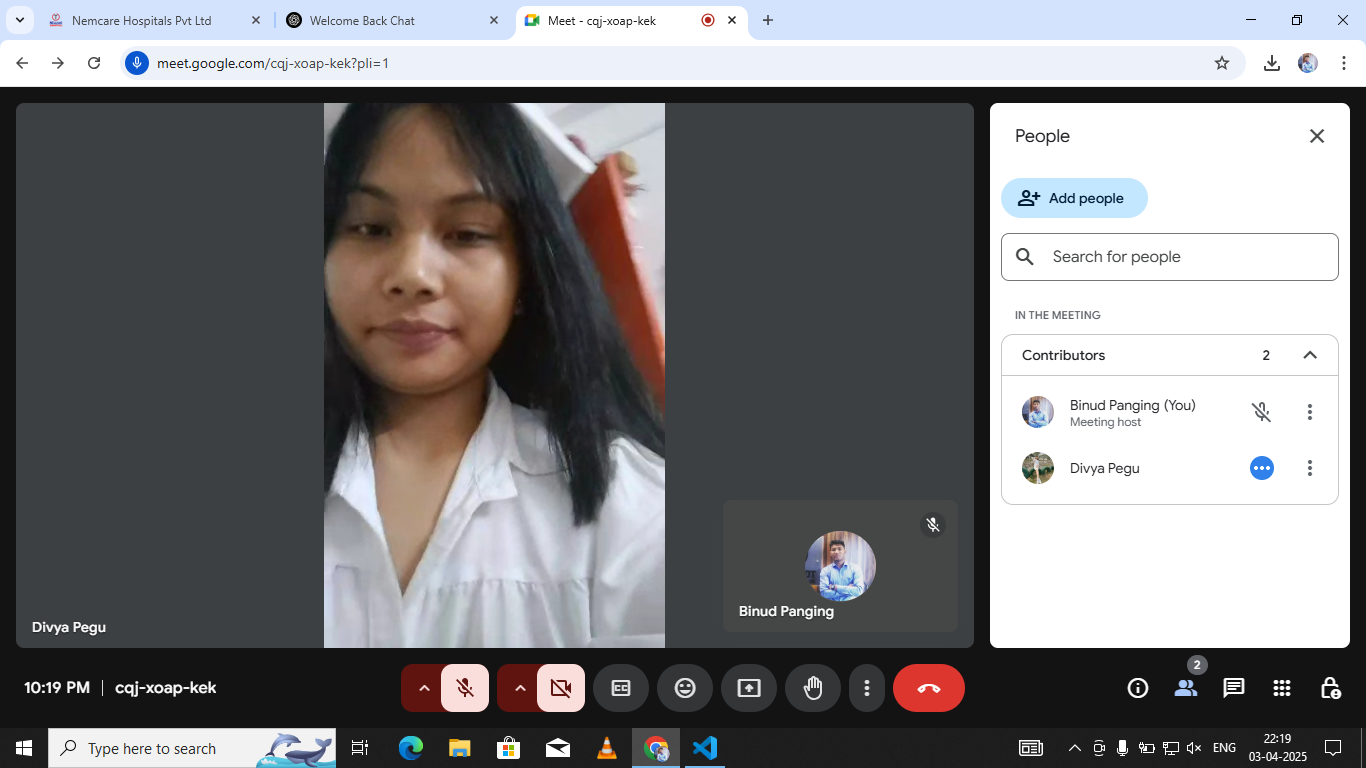 Nemcare Hospitals Pvt Ltd
Welcome Back Chat
Meet - cqj-xoap-kek
meet.google.com/cqj-xoap-kek?pli=1
People
Add people
Search for people
IN THE MEETING
Contributors 2
Binud Panging (You)
Meeting host
Divya Pegu
Binud Panging
Divya Pegu
10:19 PM | cqj-xoap-kek
CC
2
Type here to search
ENG
22:19
03-04-2025